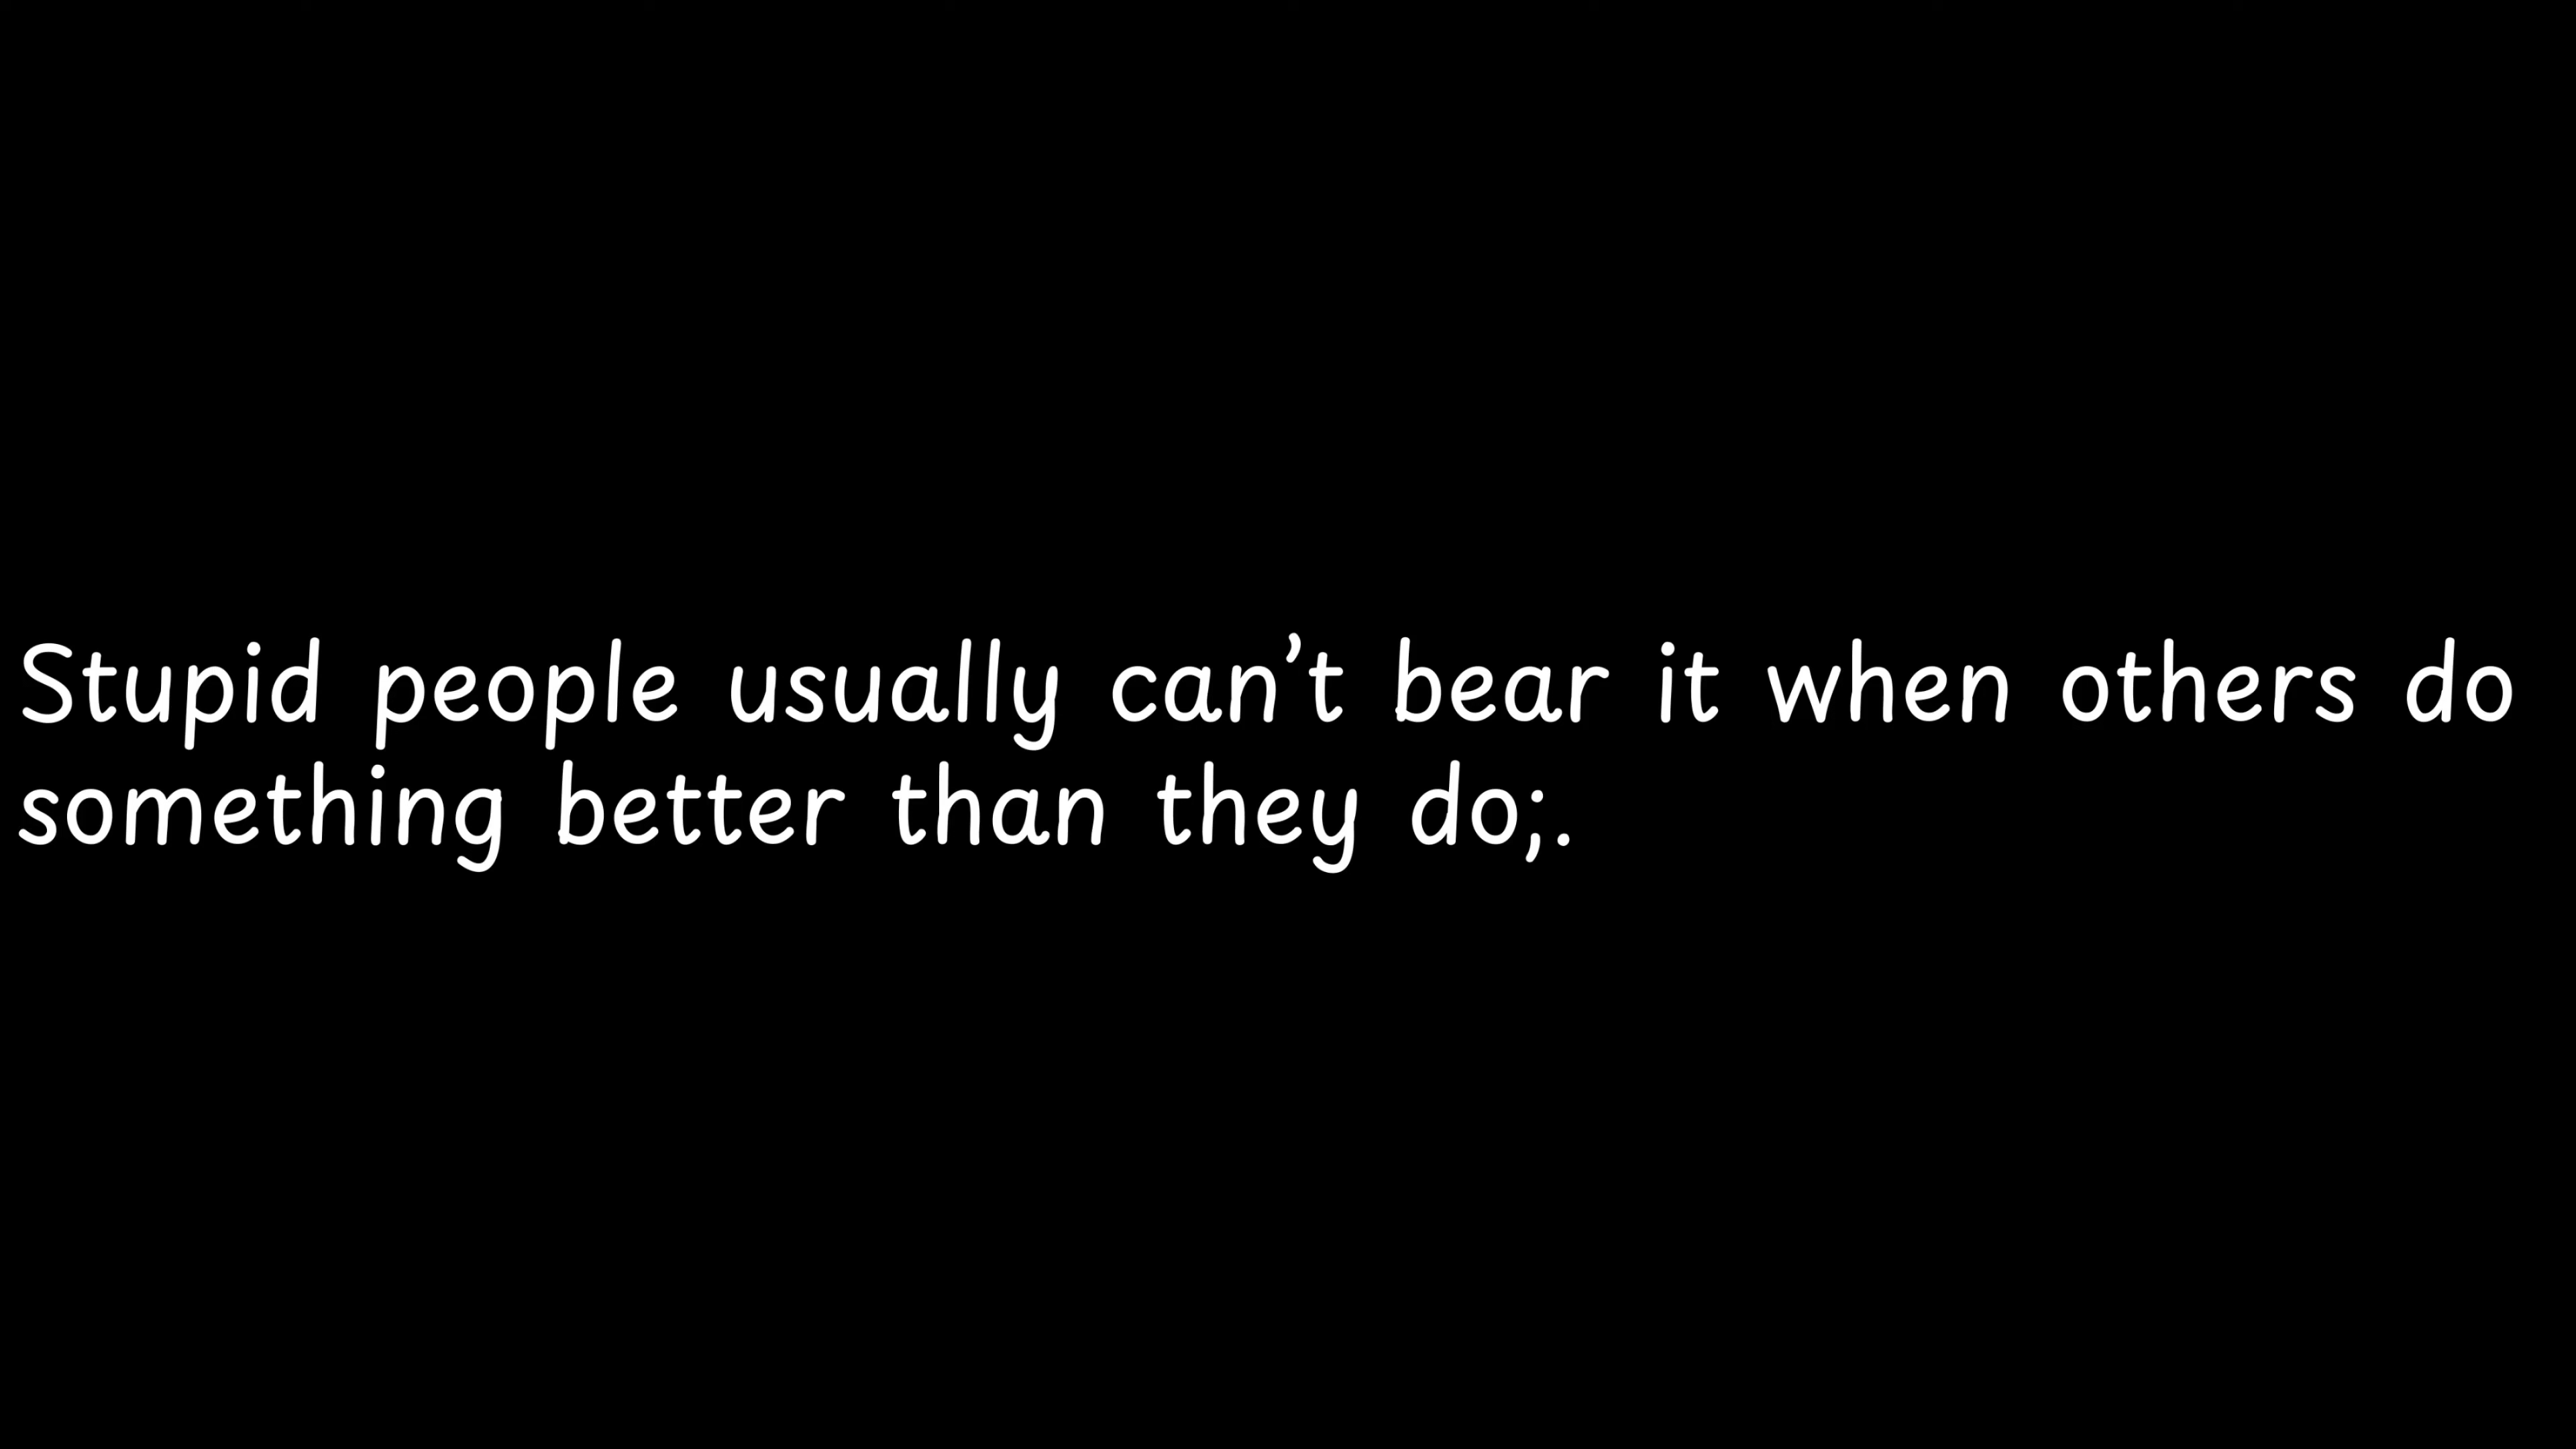 Stupid people usually can’t bear it when others do
something better than they do;.